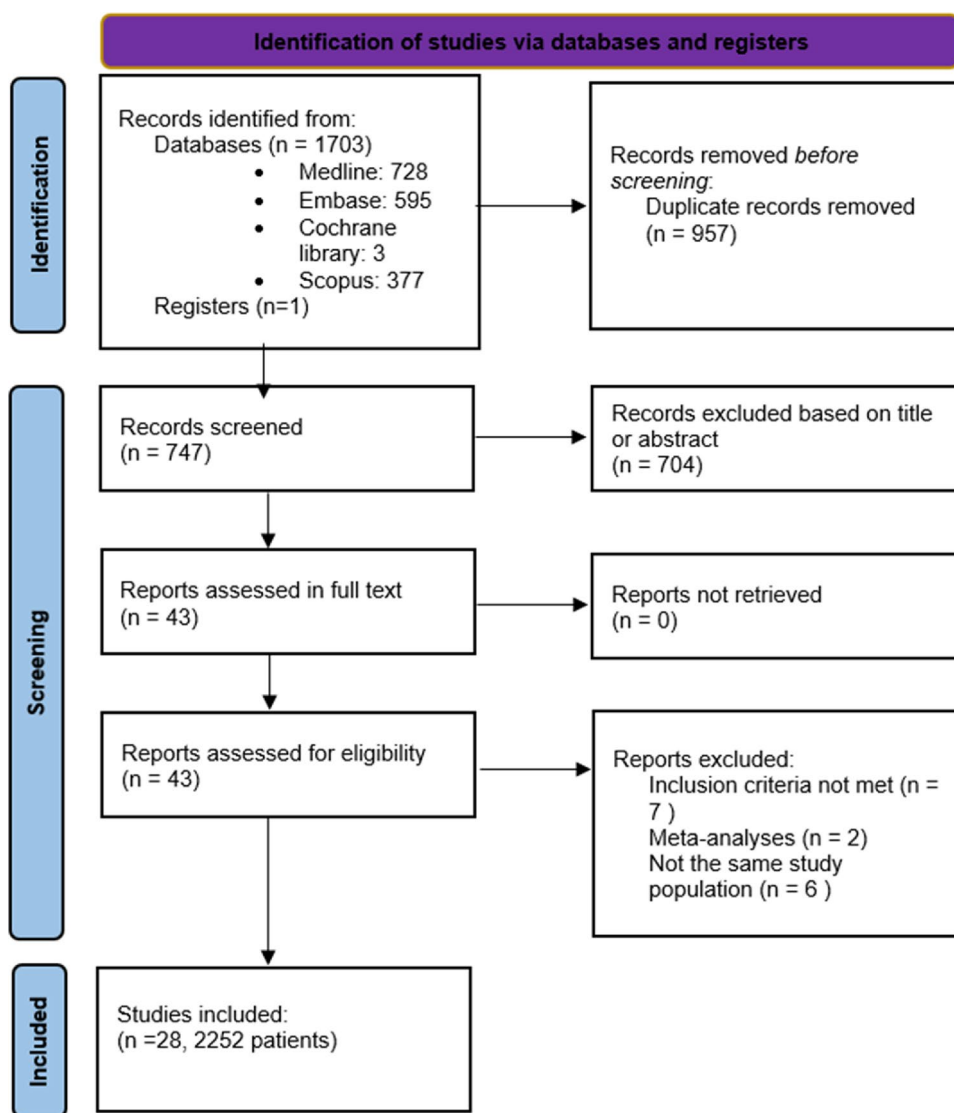 Identification of studies via databases and registers
Identification
Records identified from:
Databases (n = 1703)
• Medline: 728
• Embase: 595
• Cochrane
library: 3
• Scopus: 377
Registers (n=1)
Records removed before
screening:
Duplicate records removed
(n = 957)
Screening
Records screened
(n = 747)
Records excluded based on title
or abstract
(n = 704)
Reports assessed in full text
(n = 43)
Reports not retrieved
(n = 0)
Reports assessed for eligibility
(n = 43)
Reports excluded:
Inclusion criteria not met (n =
7 )
Meta-analyses (n = 2)
Not the same study
population (n = 6 )
Included
Studies included:
(n =28, 2252 patients)